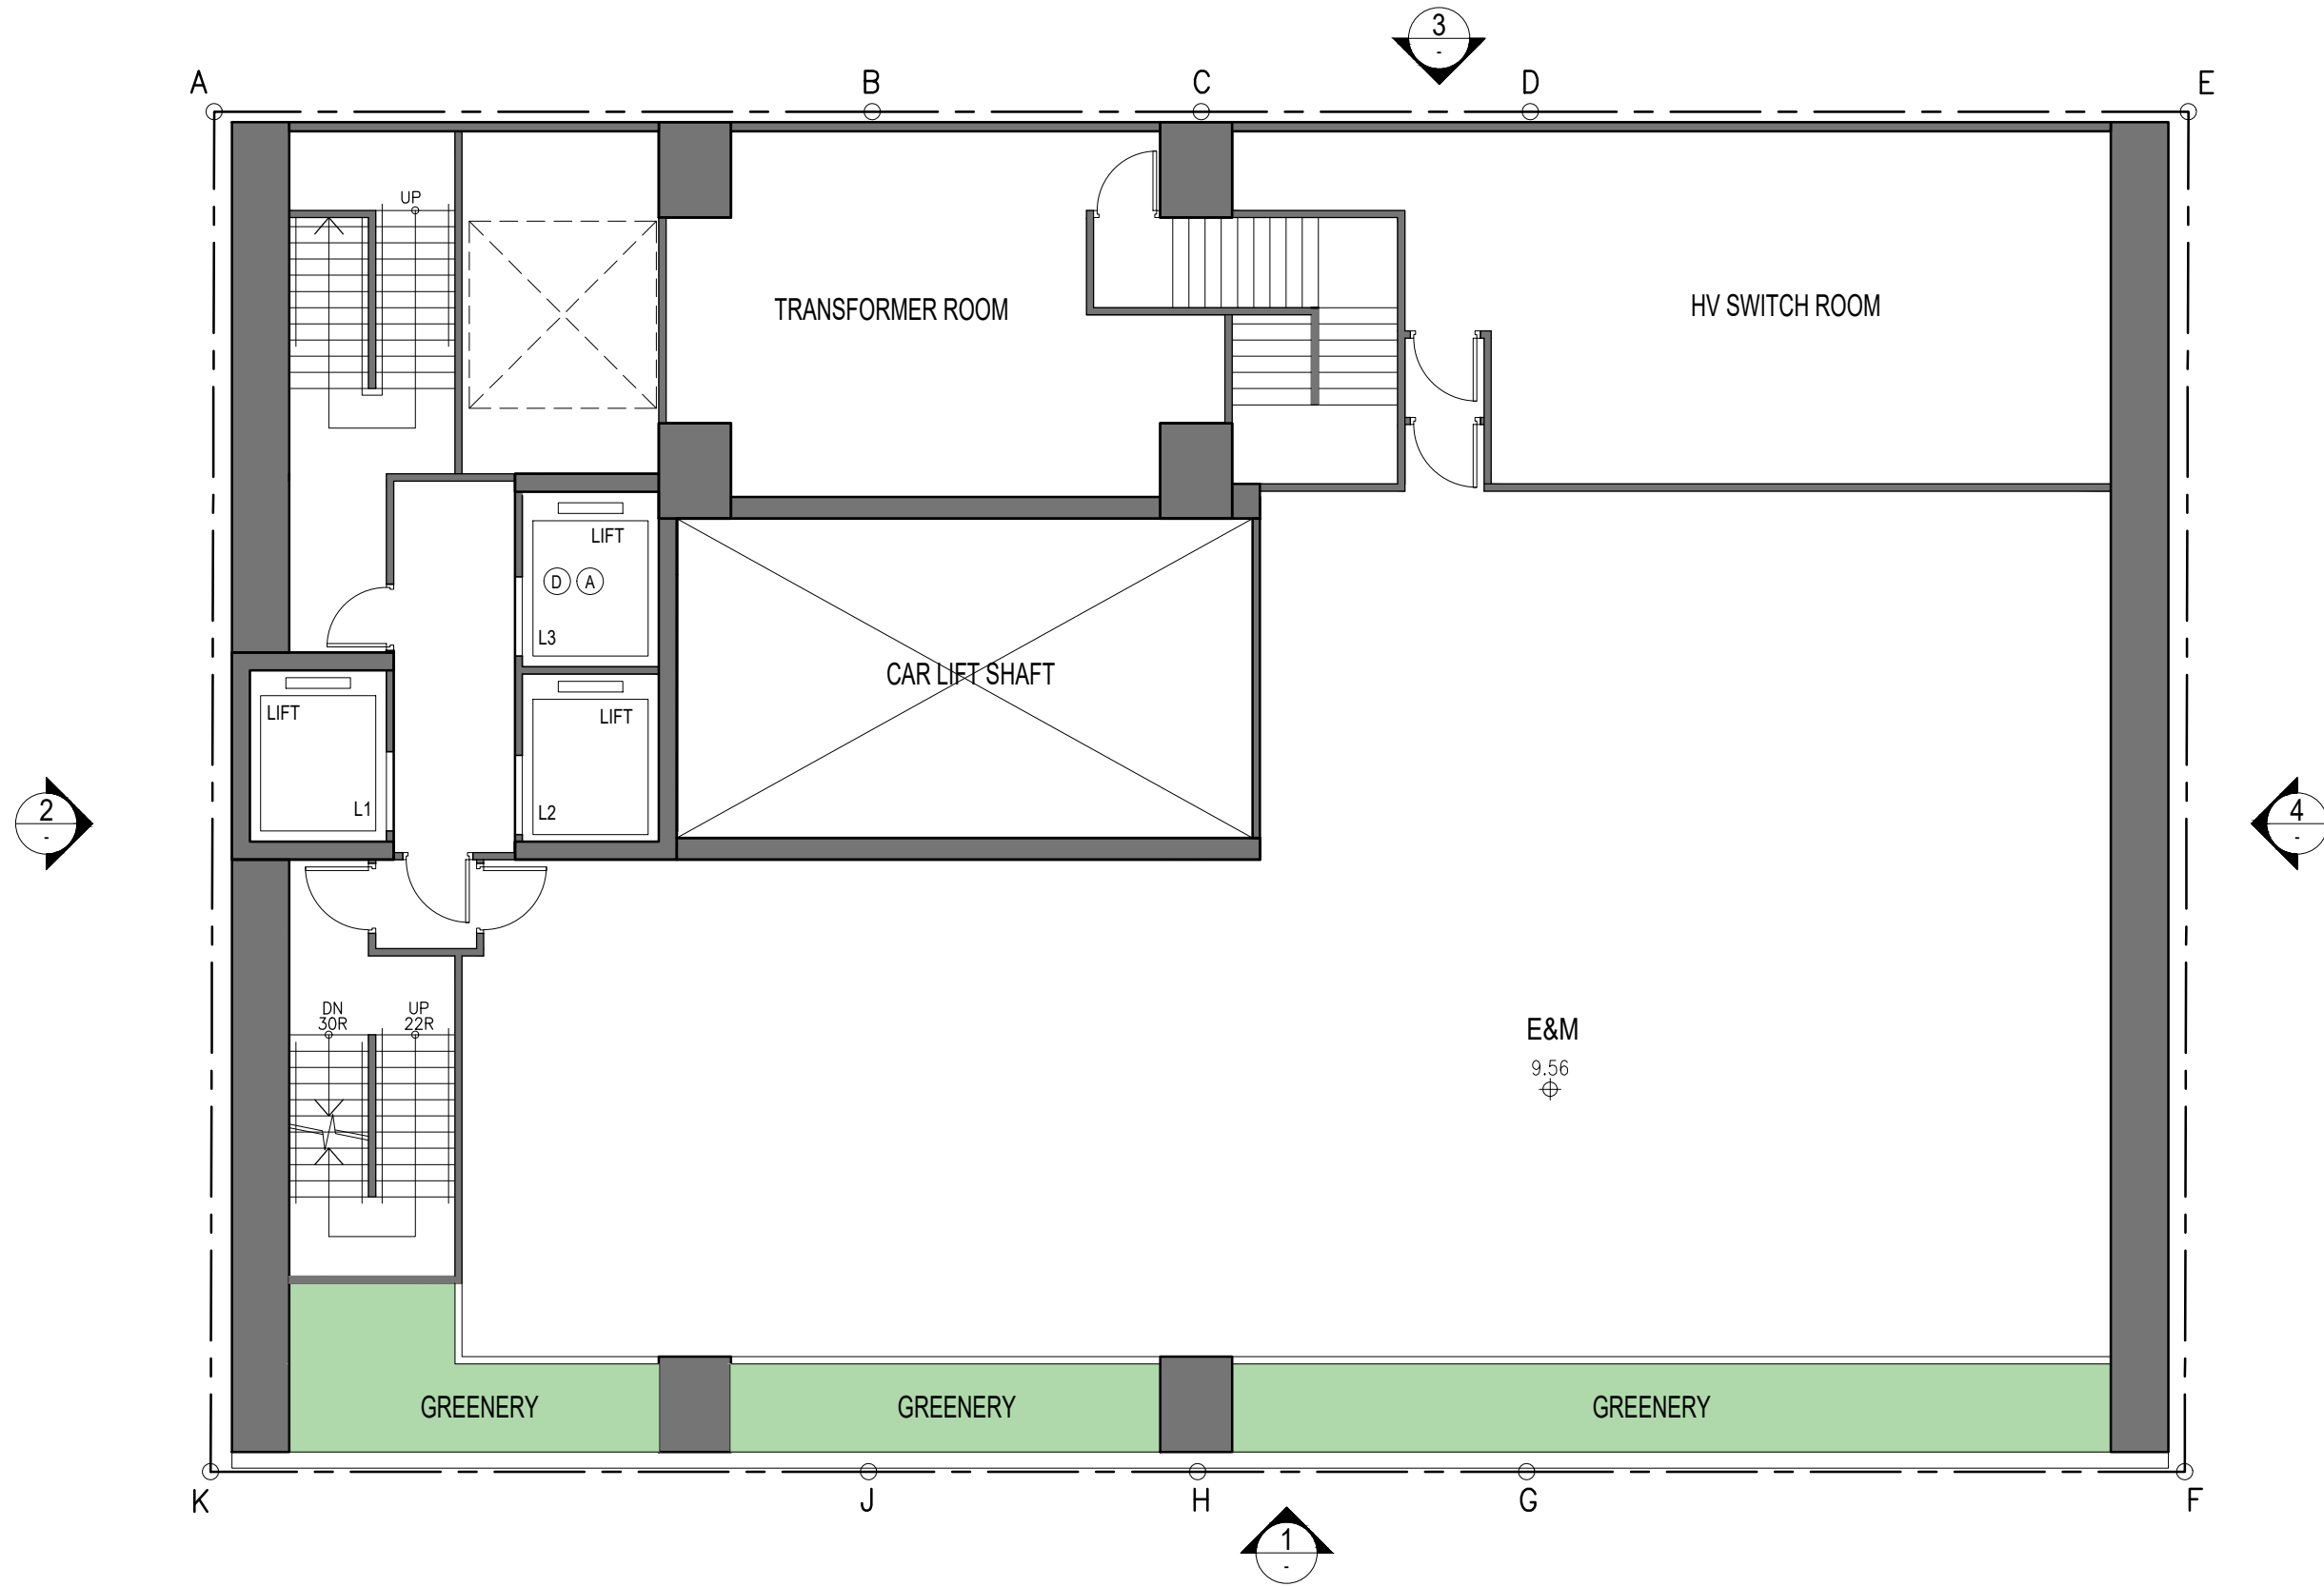 3
-
A
B
C
D
E
UP
TRANSFORMER ROOM
HV SWITCH ROOM
LIFT
D
A
L3
CAR LIFT SHAFT
LIFT
L1
LIFT
L2
2
-
4
-
DN
30R
UP
22R
E&M
9.56
GREENERY
GREENERY
GREENERY
K
J
H
G
F
1
-